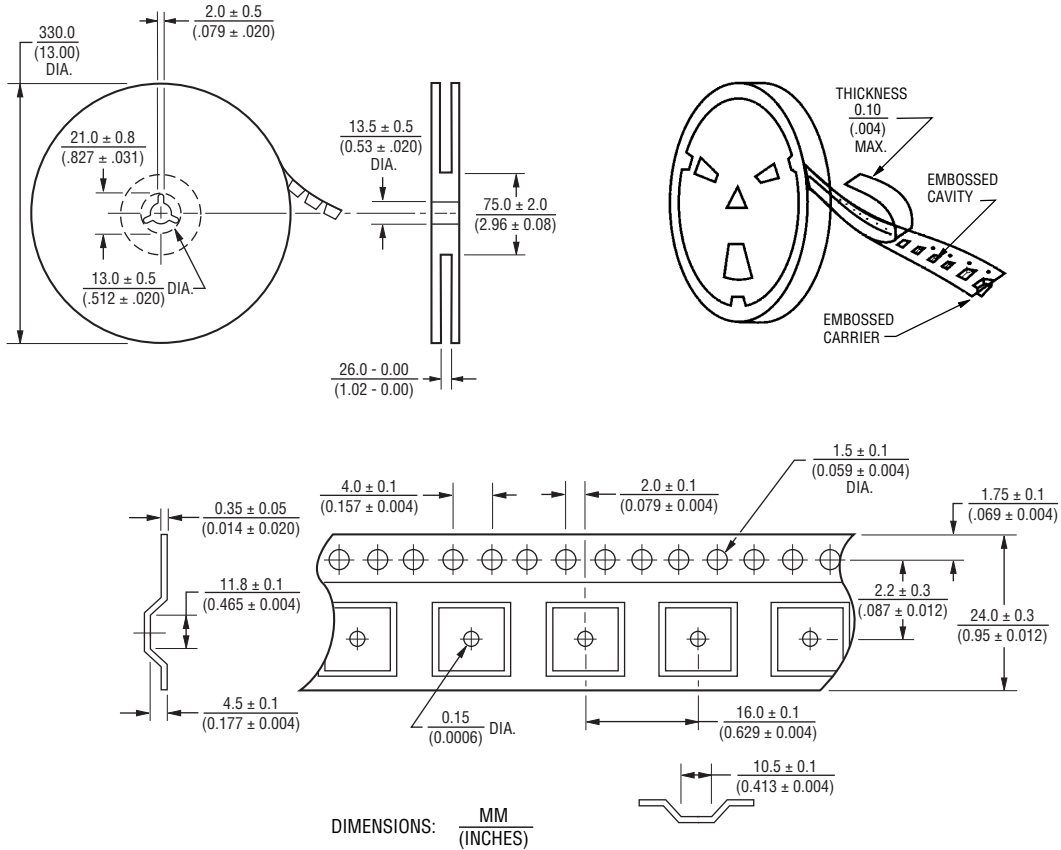 2.0 ± 0.5
(.079 ± .020)
330.0
(13.00)
DIA.
21.0 ± 0.8
(.827 ± .031)
13.0 ± 0.5
(.512 ± .020)
DIA.
13.5 ± 0.5
(0.53 ± .020)
DIA.
75.0 ± 2.0
(2.96 ± 0.08)
26.0 - 0.00
(1.02 - 0.00)
THICKNESS
0.10
(.004)
MAX.
EMBOSSED
CAVITY
EMBOSSED
CARRIER
0.35 ± 0.05
(0.014 ± 0.020)
11.8 ± 0.1
(0.465 ± 0.004)
4.5 ± 0.1
(0.177 ± 0.004)
4.0 ± 0.1
(0.157 ± 0.004)
2.0 ± 0.1
(0.079 ± 0.004)
1.5 ± 0.1
(0.059 ± 0.004)
DIA.
1.75 ± 0.1
(.069 ± 0.004)
2.2 ± 0.3
(.087 ± 0.012)
24.0 ± 0.3
(0.95 ± 0.012)
0.15
(0.0006)
DIA.
16.0 ± 0.1
(0.629 ± 0.004)
10.5 ± 0.1
(0.413 ± 0.004)
DIMENSIONS:
MM
(INCHES)